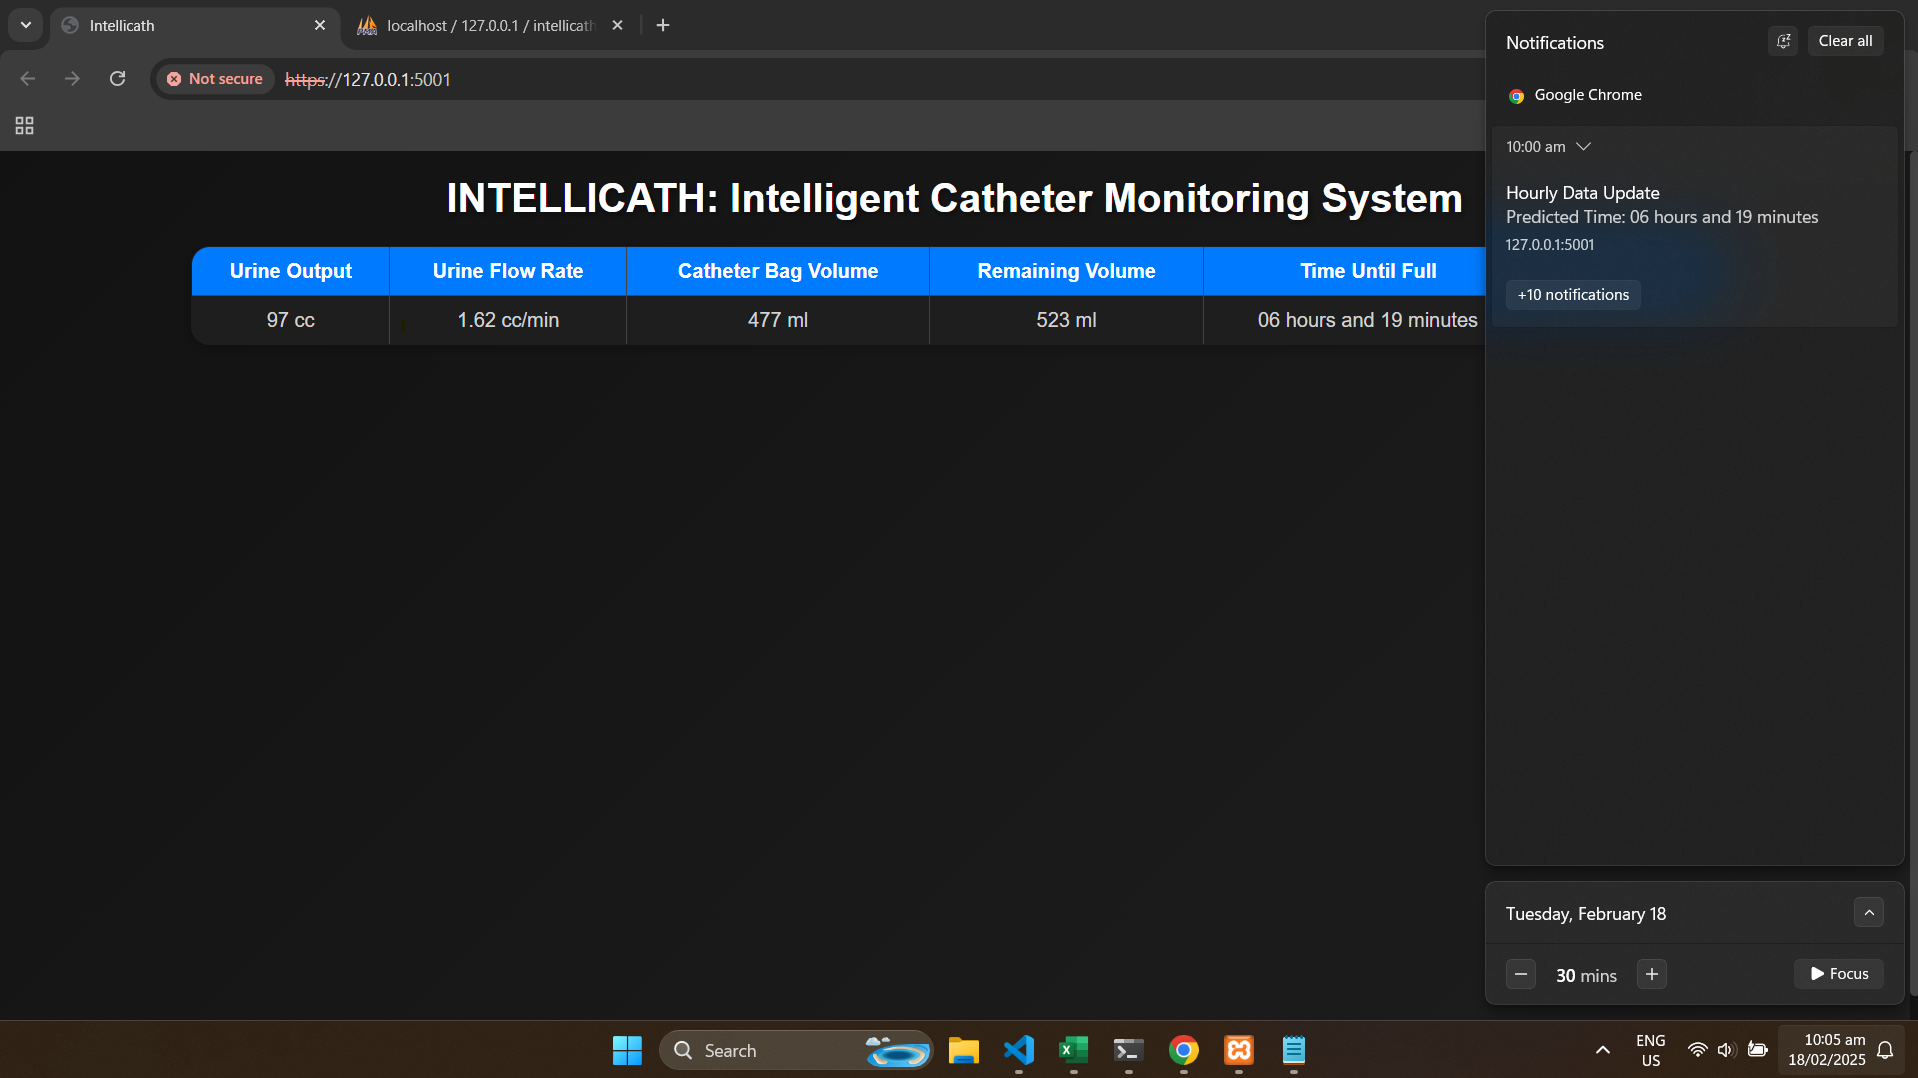 Intellicath
localhost / 127.0.0.1 / intellicath
Not secure
https://127.0.0.1:5001
INTELLICATH: Intelligent Catheter Monitoring System
Urine Output Urine Flow Rate Catheter Bag Volume Remaining Volume Time Until Full
97 cc 1.62 cc/min 477 ml 523 ml 06 hours and 19 minutes
Notifications
Clear all
Google Chrome
10:00 am
Hourly Data Update
Predicted Time: 06 hours and 19 minutes
127.0.0.1:5001
+10 notifications
Tuesday, February 18
30 mins
Focus
Search
ENG
US
10:05 am
18/02/2025